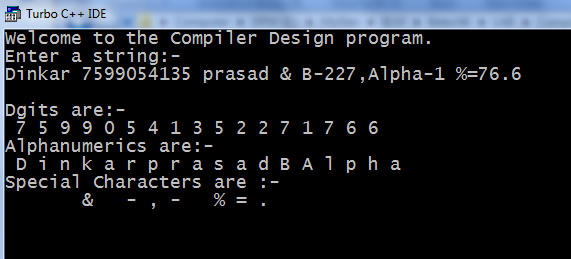 Turbo C++ IDE
Welcome to the Compiler Design program.
Enter a string:-
Dinkar 7599054135 prasad & B-227,Alpha-1 %=76.6
Dgits are:-
7 5 9 9 0 5 4 1 3 5 2 2 7 1 7 6 6
Alphanumerics are:-
D i n k a r p r a s a d B A l p h a
Special Characters are :-
& - , - % = .